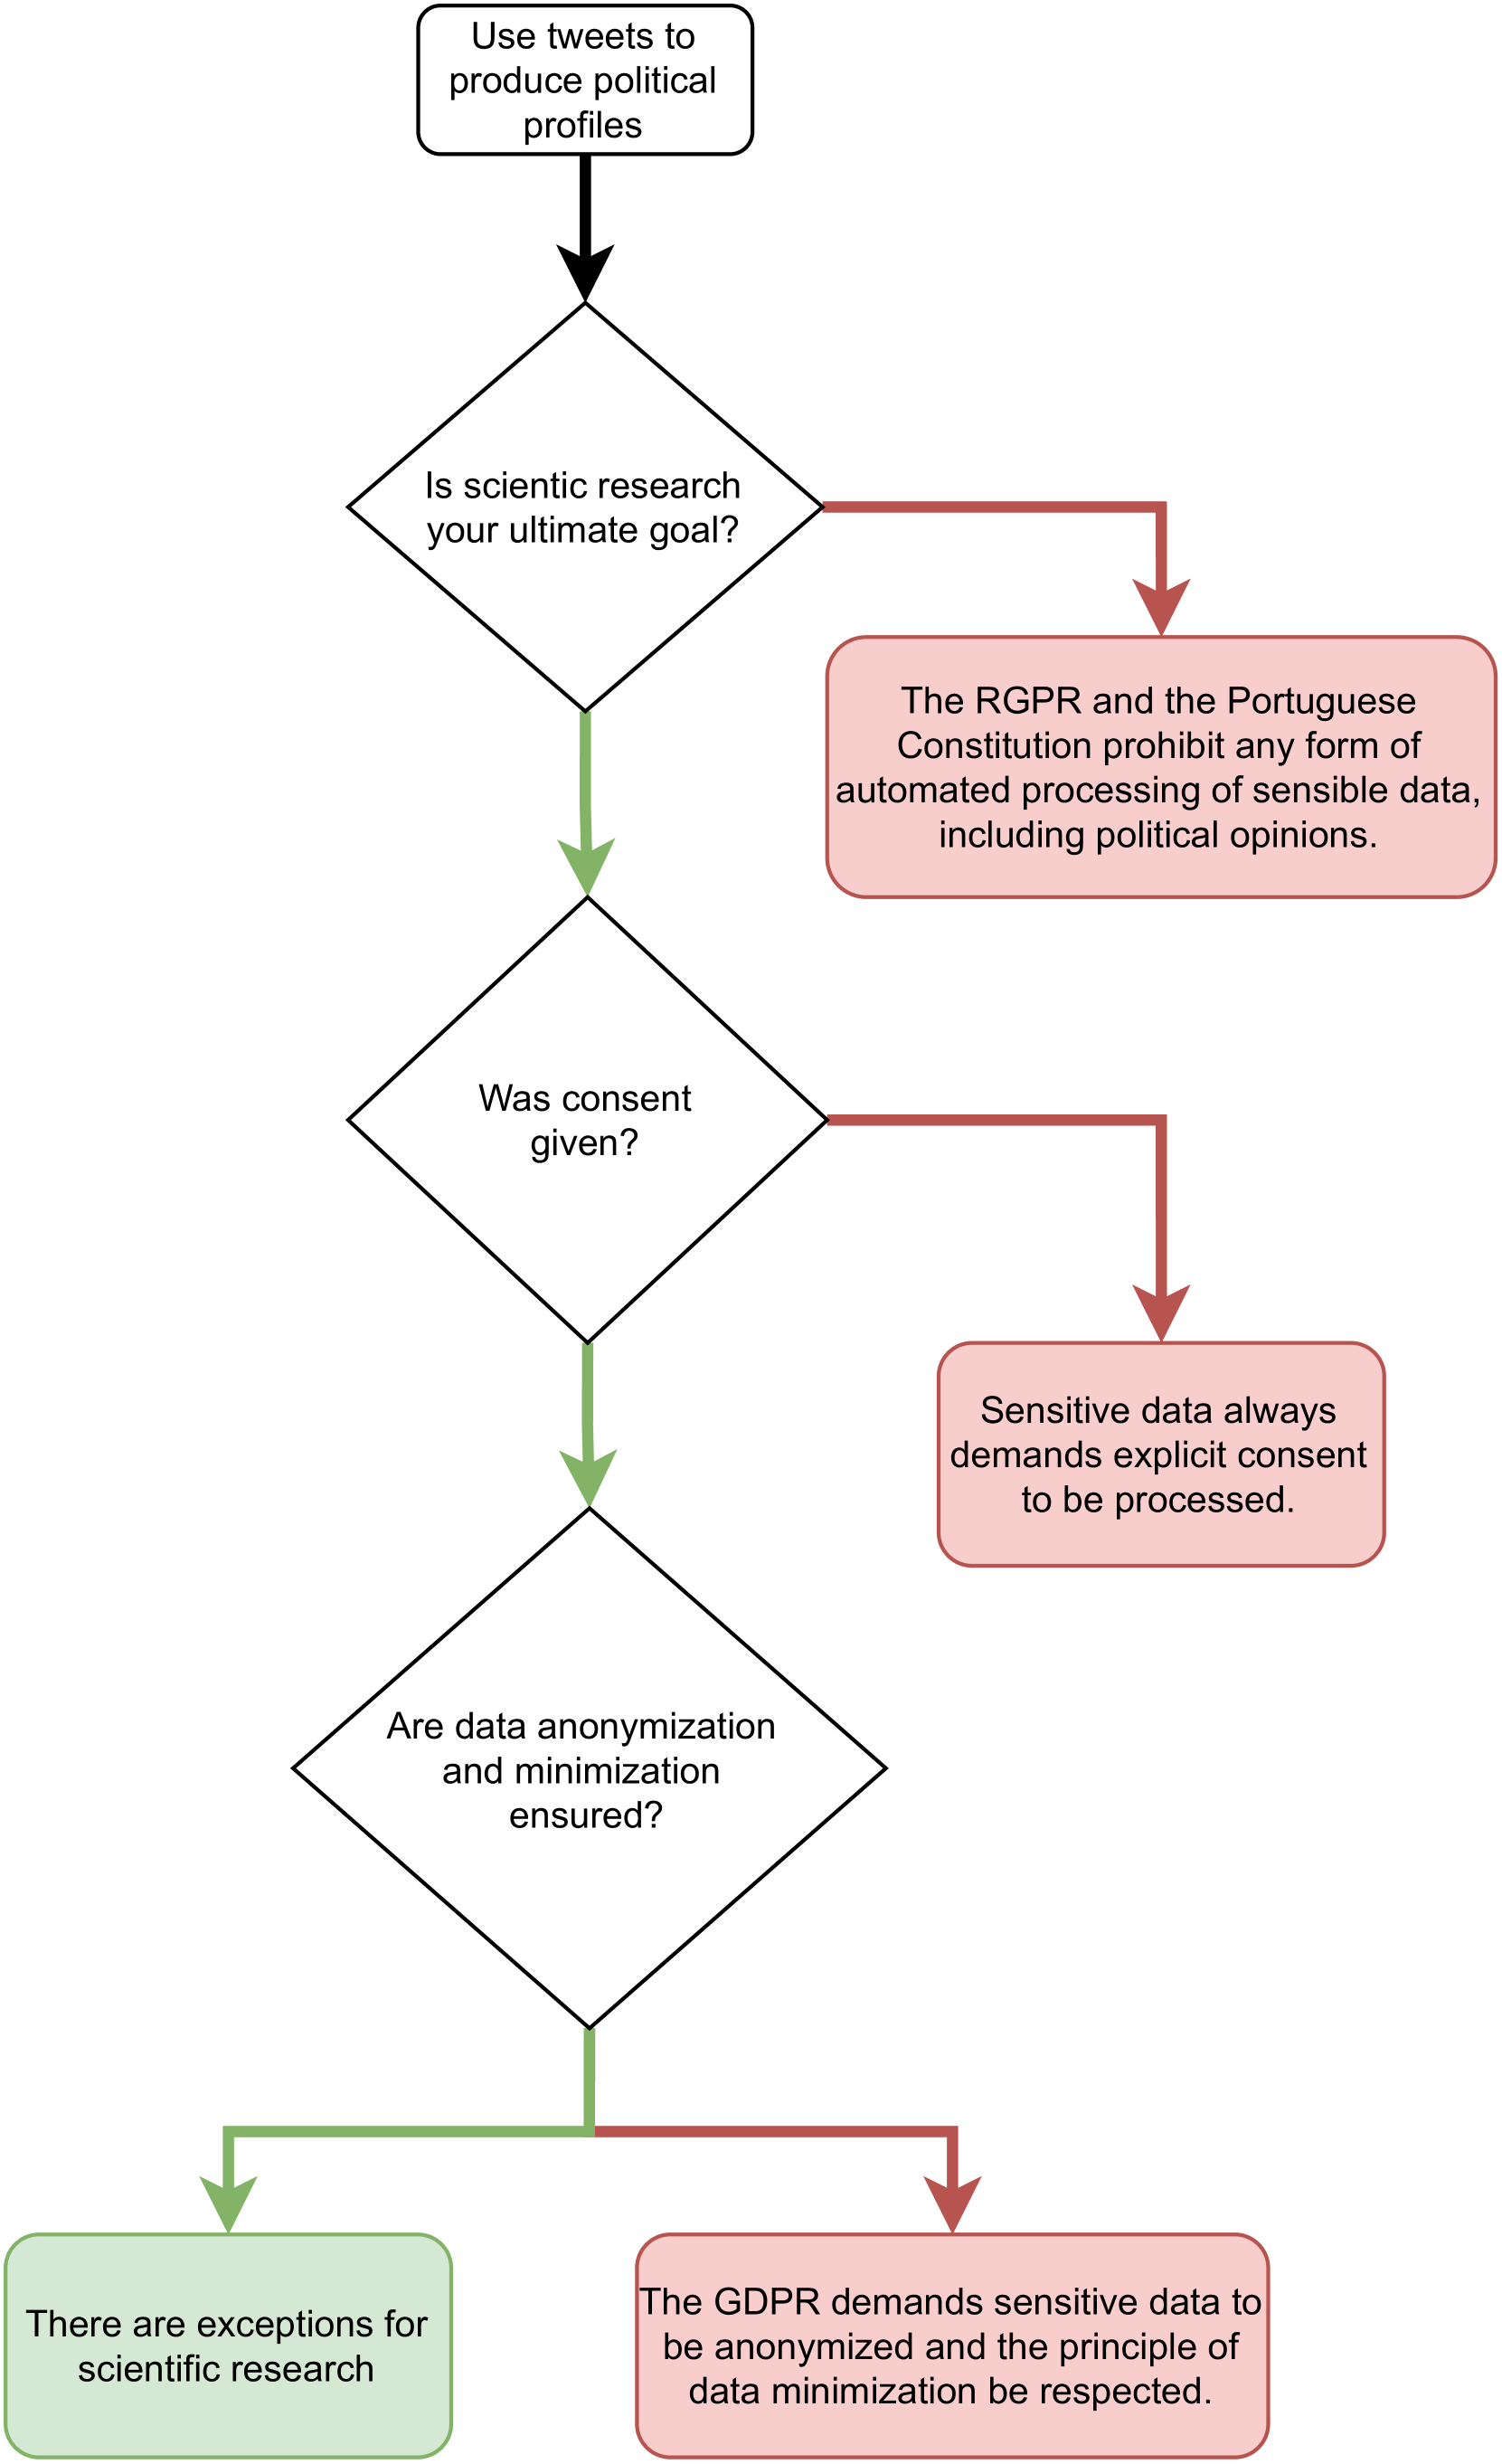 Use tweets to
produce political
profiles
Is scientic research
your ultimate goal?
The RGPR and the Portuguese
Constitution prohibit any form of
automated processing of sensible data,
including political opinions.
Was consent
given?
Sensitive data always
demands explicit consent
to be processed.
Are data anonymization
and minimization
ensured?
There are exceptions for
scientific research
The GDPR demands sensitive data to
be anonymized and the principle of
data minimization be respected.